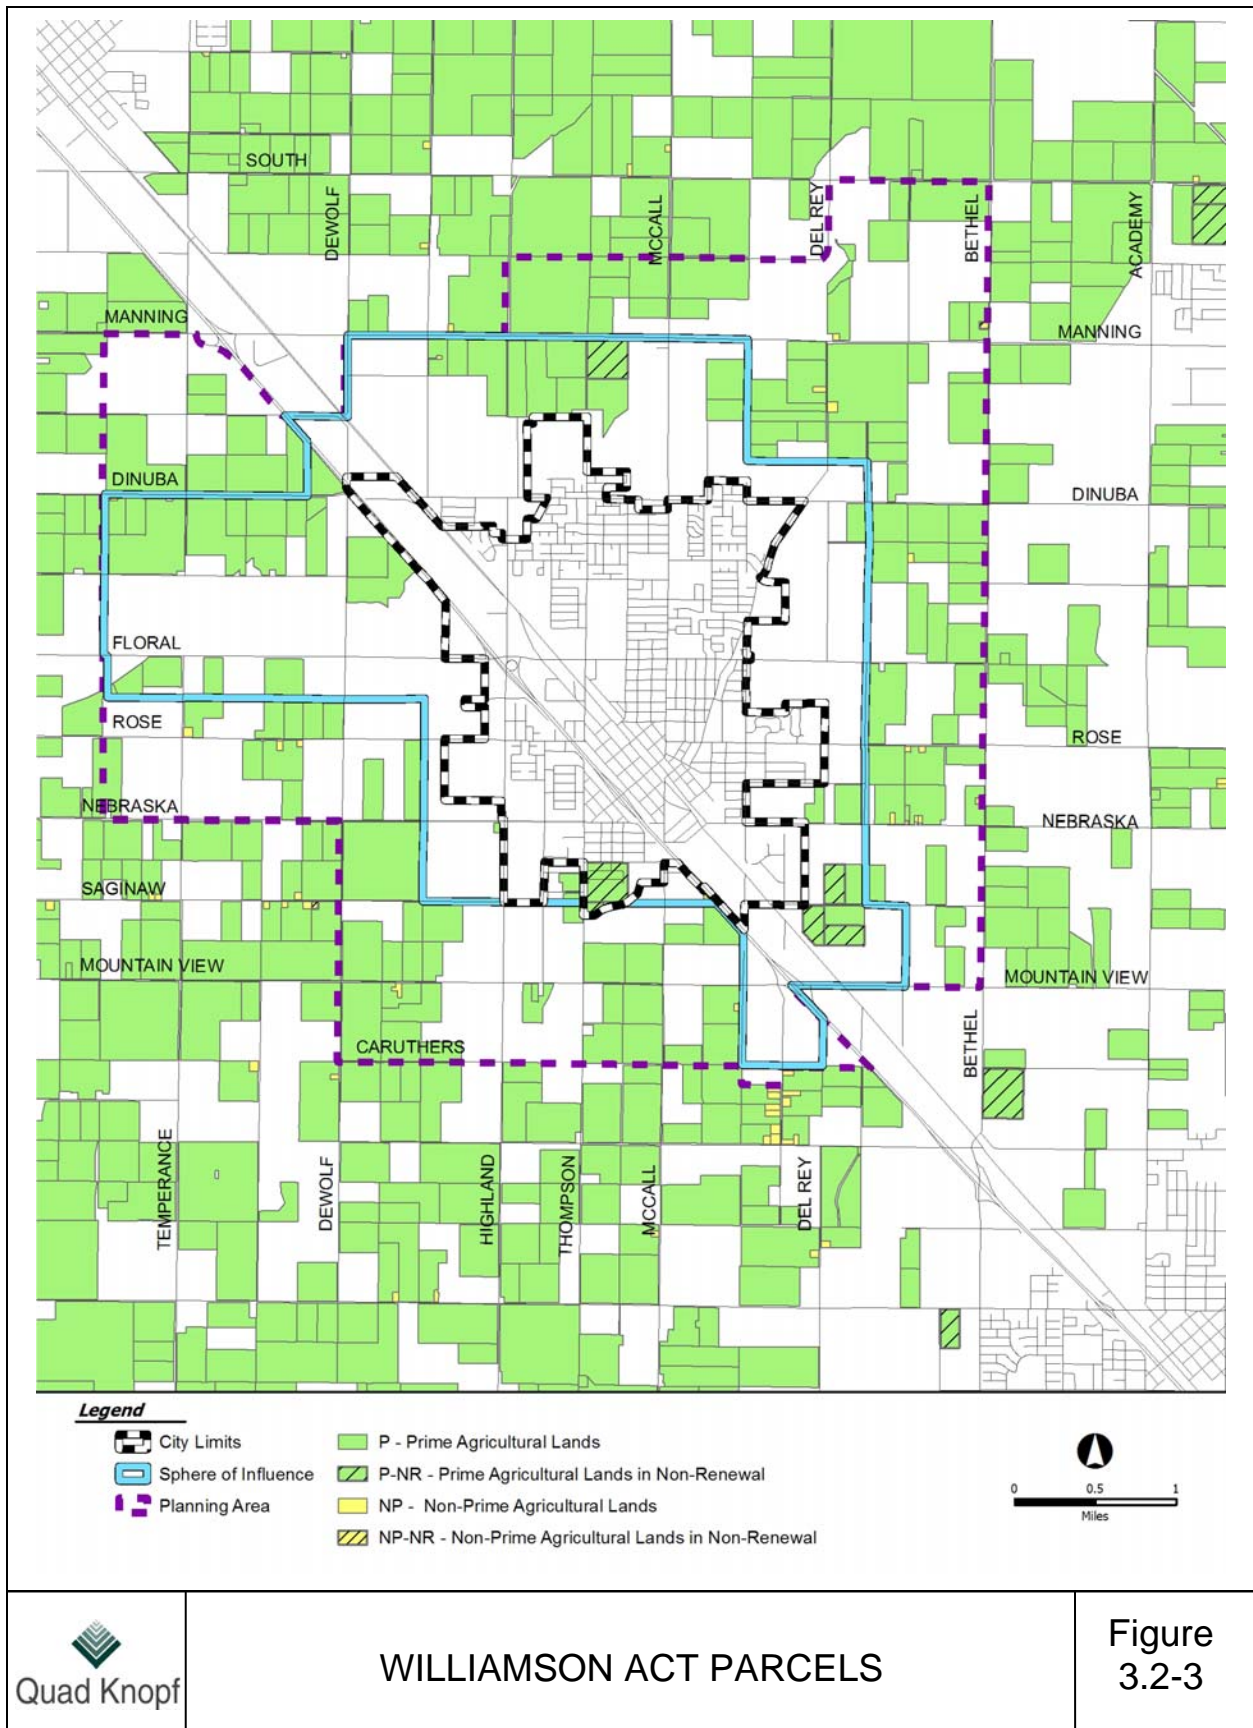 SOUTH
DEWOLF
MCCALL
DEL REY
BETHEL
ACADEMY
MANNING
MANNING
DINUBA
DINUBA
FLORAL
ROSE
ROSE
NEBRASKA
NEBRASKA
SAGINAW
MOUNTAIN VIEW
MOUNTAIN VIEW
BETHEL
CARUTHERS
TEMPERANCE
DEWOLF
HIGHLAND
THOMPSON
MCCALL
DEL REY
Legend
City Limits
Sphere of Influence
Planning Area
P - Prime Agricultural Lands
P-NR - Prime Agricultural Lands in Non-Renewal
NP - Non-Prime Agricultural Lands
NP-NR - Non-Prime Agricultural Lands in Non-Renewal
0 0.5 1
Miles
Quad Knopf
WILLIAMSON ACT PARCELS
Figure
3.2-3